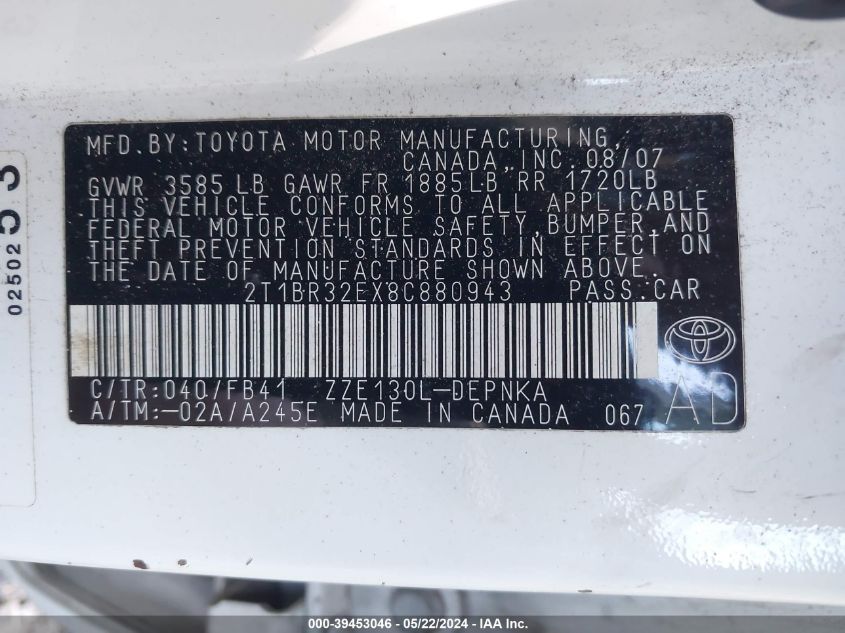 MFD. BY: TOYOTA MOTOR MANUFACTURING,
CANADA, INC. 08/07
GVWR 3585 LB GAWR FR 1885LB RR 1720LB
THIS VEHICLE CONFORMS TO ALL APPLICABLE
FEDERAL MOTOR VEHICLE SAFETY, BUMPER, AND
THEFT PREVENTION STANDARDS IN EFFECT ON
THE DATE OF MANUFACTURE SHOWN ABOVE.
2T1BR32EX8C880943 PASS. CAR
C/TR: 040/FB41 ZZE130L-DEPNKA
A/TM: -02A/A245E MADE IN CANADA 067
AD
02502
53
000-39453046 - 05/22/2024 - IAA Inc.